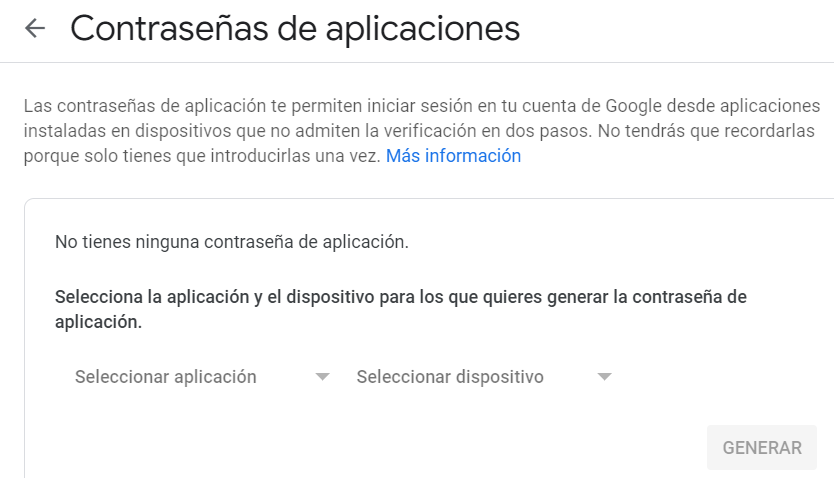 Contraseñas de aplicaciones
Las contraseñas de aplicación te permiten iniciar sesión en tu cuenta de Google desde aplicaciones
instaladas en dispositivos que no admiten la verificación en dos pasos. No tendrás que recordarlas
porque solo tienes que introducirlas una vez. Más información
No tienes ninguna contraseña de aplicación.
Selecciona la aplicación y el dispositivo para los que quieres generar la contraseña de
aplicación.
Seleccionar aplicación Seleccionar dispositivo
GENERAR